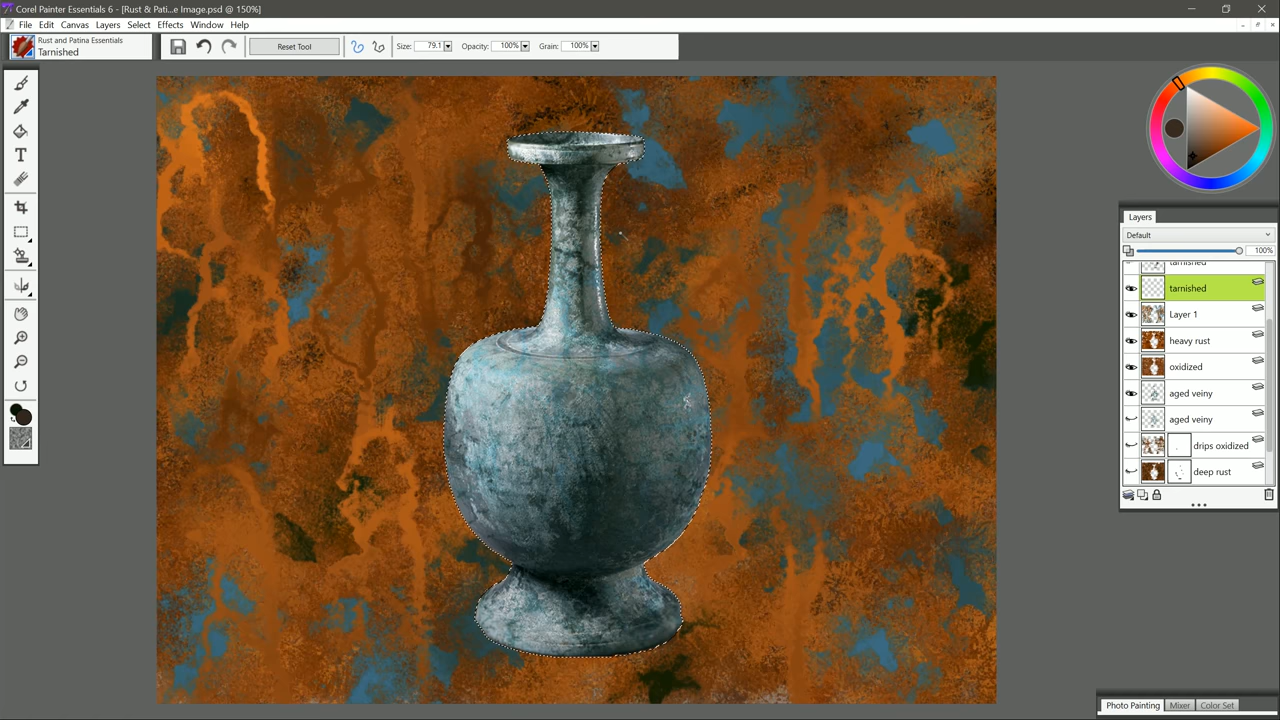 Corel Painter Essentials 6 - [Rust & Pati...e Image.psd @ 150%]
File Edit Canvas Layers Select Effects Window Help
Rust and Patina Essentials
Tarnished
Reset Tool
Size: 79.1
Opacity: 100%
Grain: 100%
Layers
Default
100%
tarnished
tarnished
Layer 1
heavy rust
oxidized
aged veiny
aged veiny
drips oxidized
deep rust
Photo Painting Mixer Color Set